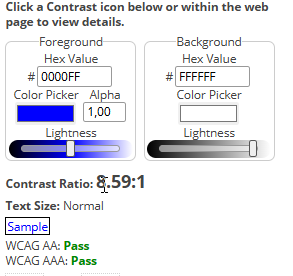 Click a Contrast icon below or within the web
page to view details.
Foreground Background
Hex Value Hex Value
# 0000FF # FFFFFF
Color Picker Alpha Color Picker
1,00
Lightness Lightness
Contrast Ratio: 8.59:1
Text Size: Normal
Sample
WCAG AA: Pass
WCAG AAA: Pass